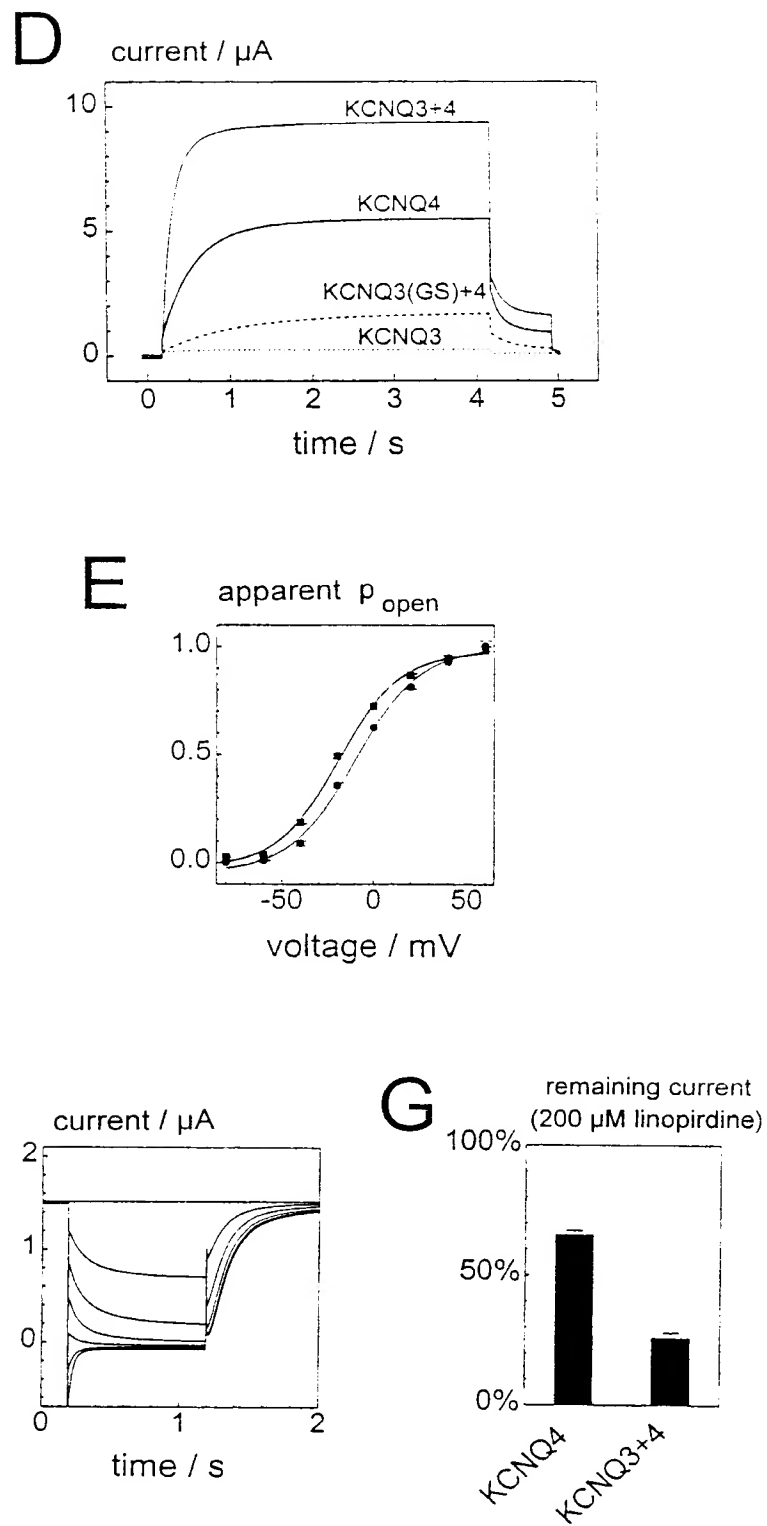 D
current / µA
10
5
0
KCNQ3+4
KCNQ4
KCNQ3(GS)+4
KCNQ3
0 1 2 3 4 5
time / s
E
apparent p open
1.0
0.5
0.0
-50 0 50
voltage / mV
current / µA
2
1
0
0 1 2
time / s
G
remaining current
(200 µM linopirdine)
100%
50%
0%
KCNQ4
KCNQ3+4